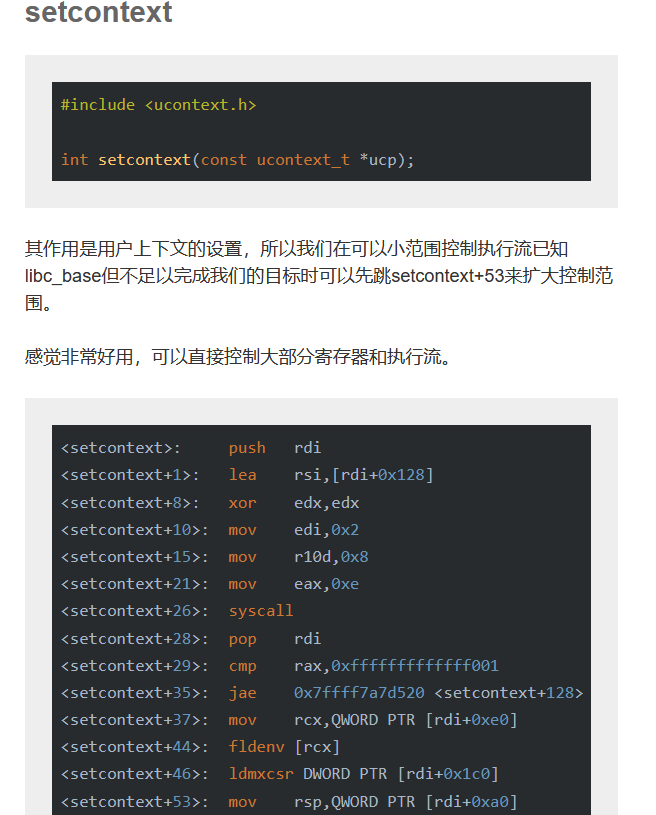 setcontext
#include <ucontext.h>
int setcontext(const ucontext_t *ucp);
其作用是用户上下文的设置，所以我们在可以小范围控制执行流已知
libc_base但不足以完成我们的目标时可以先跳setcontext+53来扩大控制范
围。
感觉非常好用，可以直接控制大部分寄存器和执行流。
<setcontext>:     push   rdi
<setcontext+1>:   lea    rsi,[rdi+0x128]
<setcontext+8>:   xor    edx,edx
<setcontext+10>:  mov    edi,0x2
<setcontext+15>:  mov    r10d,0x8
<setcontext+21>:  mov    eax,0xe
<setcontext+26>:  syscall
<setcontext+28>:  pop    rdi
<setcontext+29>:  cmp    rax,0xfffffffffffff001
<setcontext+35>:  jae    0x7ffff7a7d520 <setcontext+128>
<setcontext+37>:  mov    rcx,QWORD PTR [rdi+0xe0]
<setcontext+44>:  fldenv [rcx]
<setcontext+46>:  ldmxcsr DWORD PTR [rdi+0x1c0]
<setcontext+53>:  mov    rsp,QWORD PTR [rdi+0xa0]